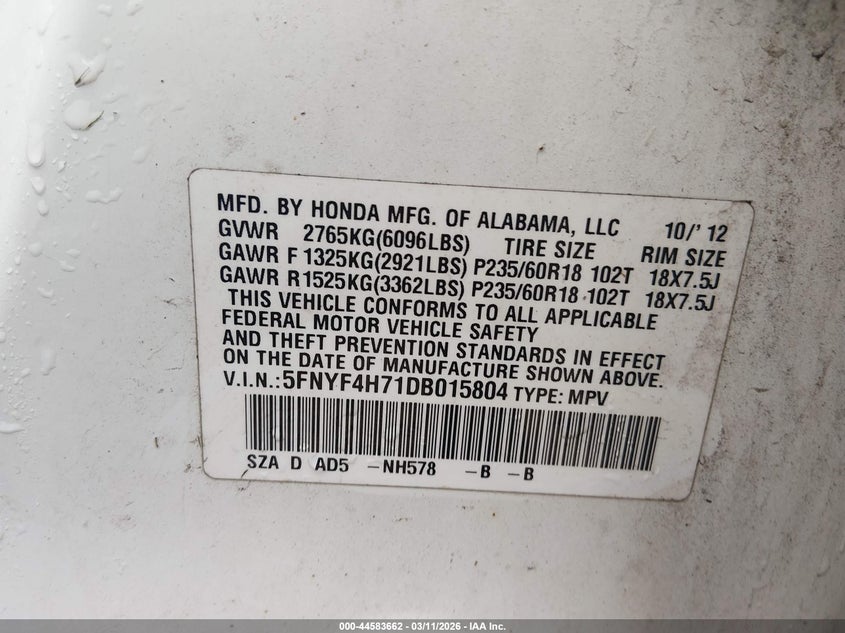 MFD. BY HONDA MFG. OF ALABAMA, LLC 10/'12
GVWR 2765KG(6096LBS) TIRE SIZE RIM SIZE
GAWR F 1325KG(2921LBS) P235/60R18 102T 18X7.5J
GAWR R 1525KG(3362LBS) P235/60R18 102T 18X7.5J
THIS VEHICLE CONFORMS TO ALL APPLICABLE
FEDERAL MOTOR VEHICLE SAFETY
AND THEFT PREVENTION STANDARDS IN EFFECT
ON THE DATE OF MANUFACTURE SHOWN ABOVE.
V.I.N.:5FNYF4H71DB015804 TYPE: MPV
SZA D AD5 -NH578 -B -B
000-44583662 - 03/11/2026 - IAA Inc.